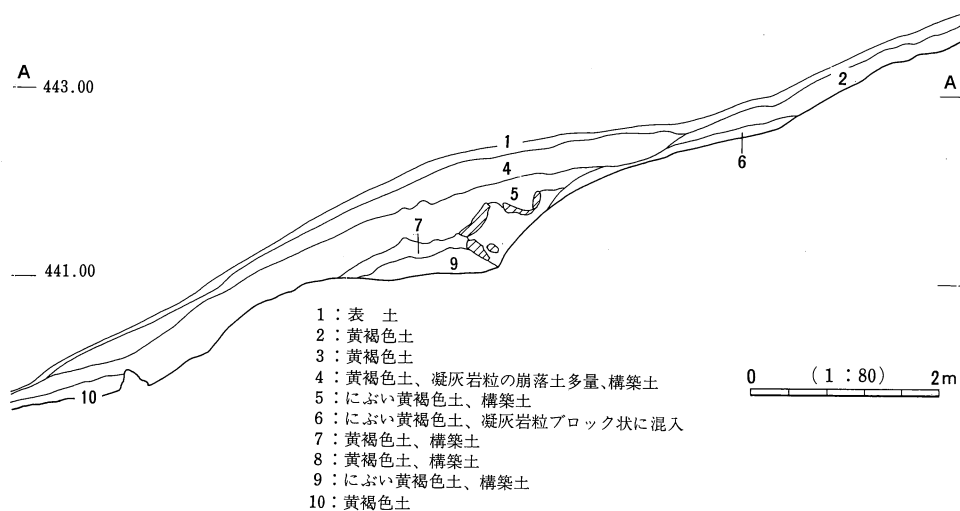 A
443.00
A
1
2
4
6
5
7
441.00
9
10
1：表　土
2：黄褐色土
3：黄褐色土
4：黄褐色土、凝灰岩粒の崩落土多量、構築土
5：にぶい黄褐色土、構築土
6：にぶい黄褐色土、凝灰岩粒ブロック状に混入
7：黄褐色土、構築土
8：黄褐色土、構築土
9：にぶい黄褐色土、構築土
10：黄褐色土
0 (1：80) 2m